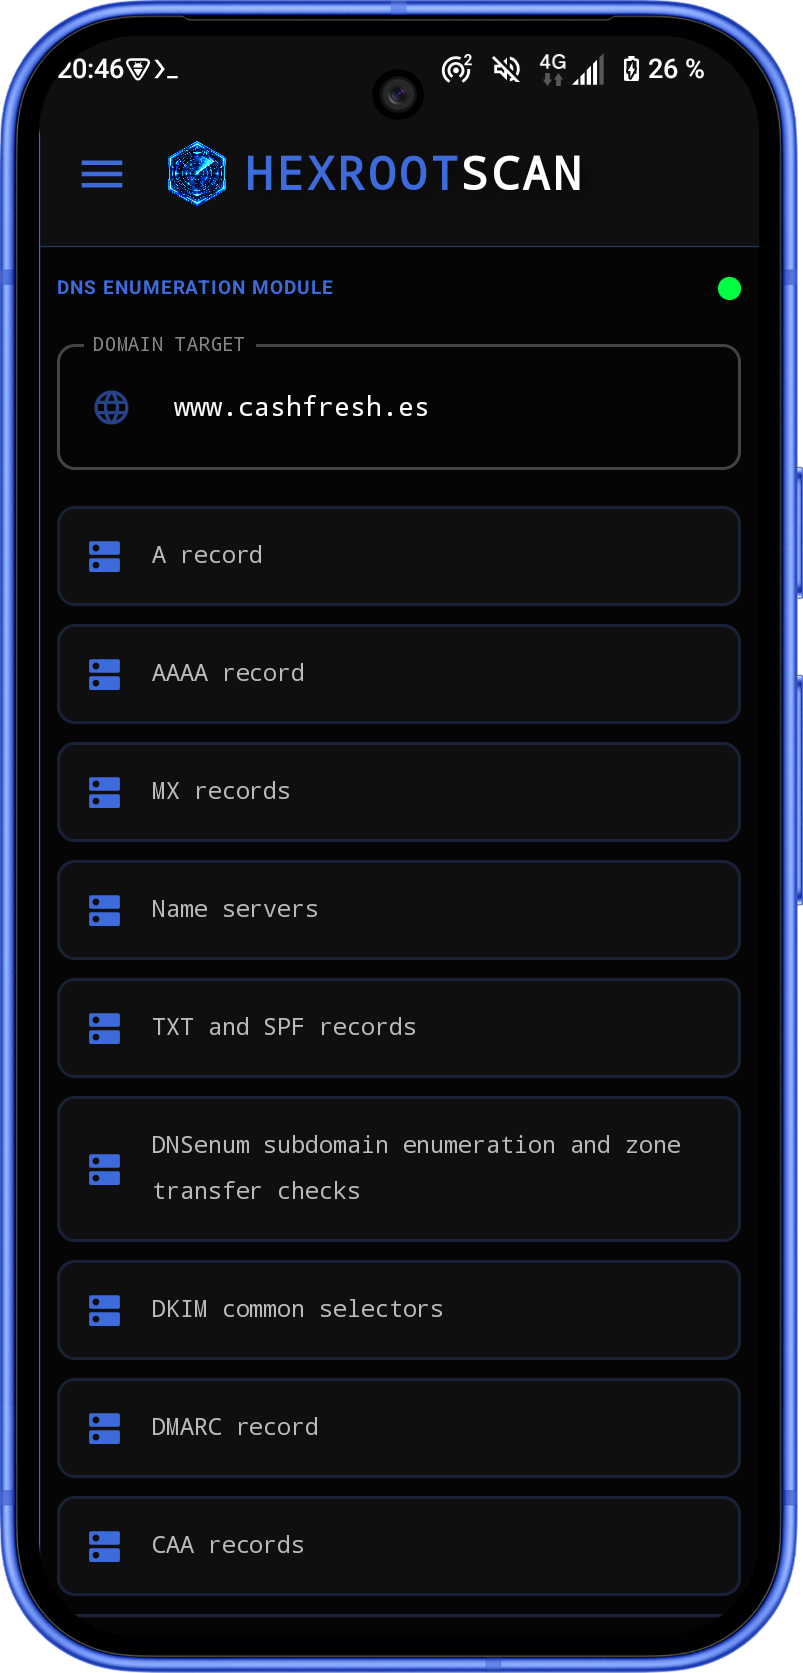 20:46
2 4G 26 %
HEXROOTSCAN
DNS ENUMERATION MODULE
DOMAIN TARGET
www.cashfresh.es
A record
AAAA record
MX records
Name servers
TXT and SPF records
DNSenum subdomain enumeration and zone
transfer checks
DKIM common selectors
DMARC record
CAA records